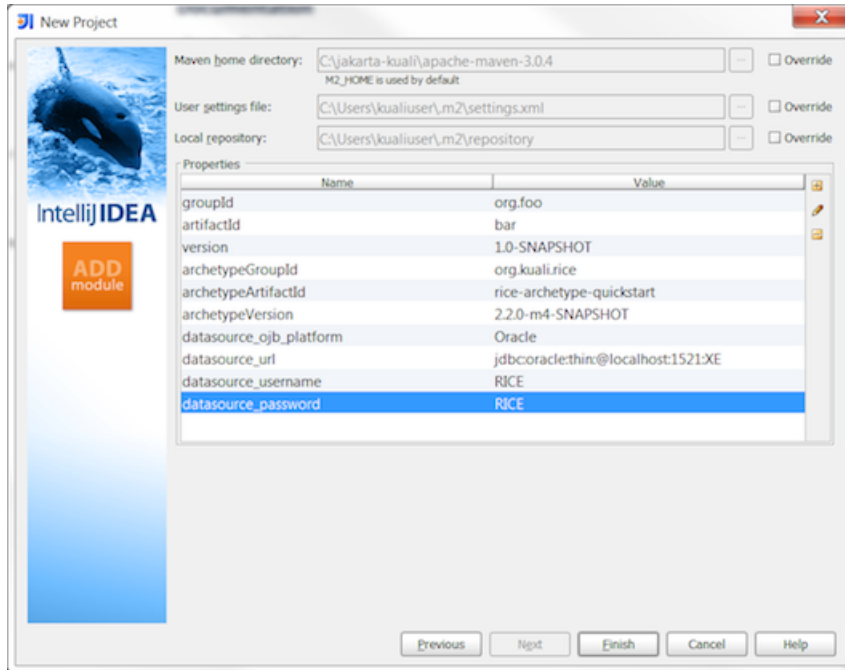 New Project
Maven home directory: C:\jakarta-kuali\apache-maven-3.0.4 ... Override
M2_HOME is used by default
User settings file: C:\Users\kualiuser\.m2\settings.xml ... Override
Local repository: C:\Users\kualiuser\.m2\repository ... Override
Properties
Name Value
groupId org.foo
artifactId bar
version 1.0-SNAPSHOT
archetypeGroupId org.kuali.rice
archetypeArtifactId rice-archetype-quickstart
archetypeVersion 2.2.0-m4-SNAPSHOT
datasource_ojb_platform Oracle
datasource_url jdbc:oracle:thin:@localhost:1521:XE
datasource_username RICE
datasource_password RICE
IntelliJ IDEA
ADD
module
Previous Next Finish Cancel Help